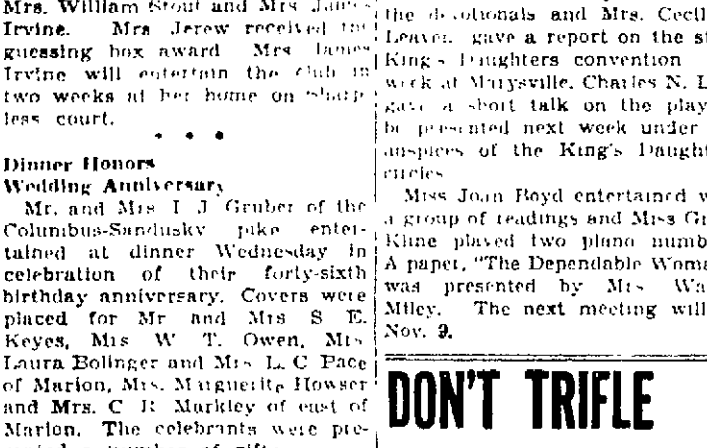 Mrs. William Stout and Mrs James
Irvine. Mrs Jerew received the
guessing box award Mrs James
Irvine will entertain the club in
two weeks at her home on Sharp
less court.
* * *
Dinner Honors
Wedding Anniversary
Mr. and Mrs I J Gruber of the
Columbus-Sandusky pike enter-
tained at dinner Wednesday in
celebration of their forty-sixth
birthday anniversary. Covers were
placed for Mr and Mrs S E.
Keyes, Mrs W T. Owen, Mrs
Laura Bolinger and Mrs L. C Pace
of Marion, Mrs. Marguerite Howser
and Mrs. C R Markley of east of
Marion. The celebrants were pre-
number of gifts
the devotionals and Mrs. Cecil
Leaver. gave a report on the st
King's Daughters convention
week at Marysville. Charles N. L
gave a short talk on the play
be presented next week under
auspices of the King's Daught
circles
Miss Joan Boyd entertained w
a group of readings and Miss Gr
Kline played two piano numb
A paper, "The Dependable Woma
was presented by Mrs Wa
Miley. The next meeting will
Nov. 9.
DON'T TRIFLE